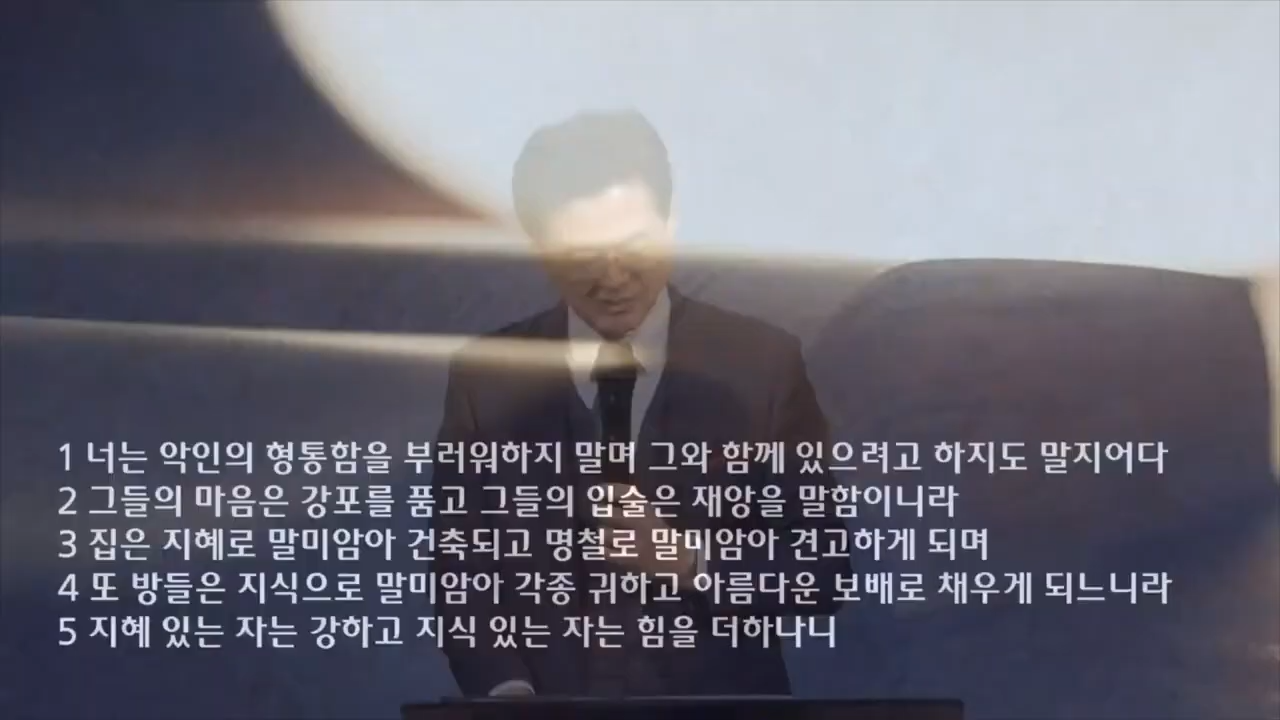 1 너는 악인의 형통함을 부러워하지 말며 그와 함께 있으려고 하지도 말지어다
2 그들의 마음은 강포를 품고 그들의 입술은 재앙을 말함이니라
3 집은 지혜로 말미암아 건축되고 명철로 말미암아 견고하게 되며
4 또 방들은 지식으로 말미암아 각종 귀하고 아름다운 보배로 채우게 되느니라
5 지혜 있는 자는 강하고 지식 있는 자는 힘을 더하나니